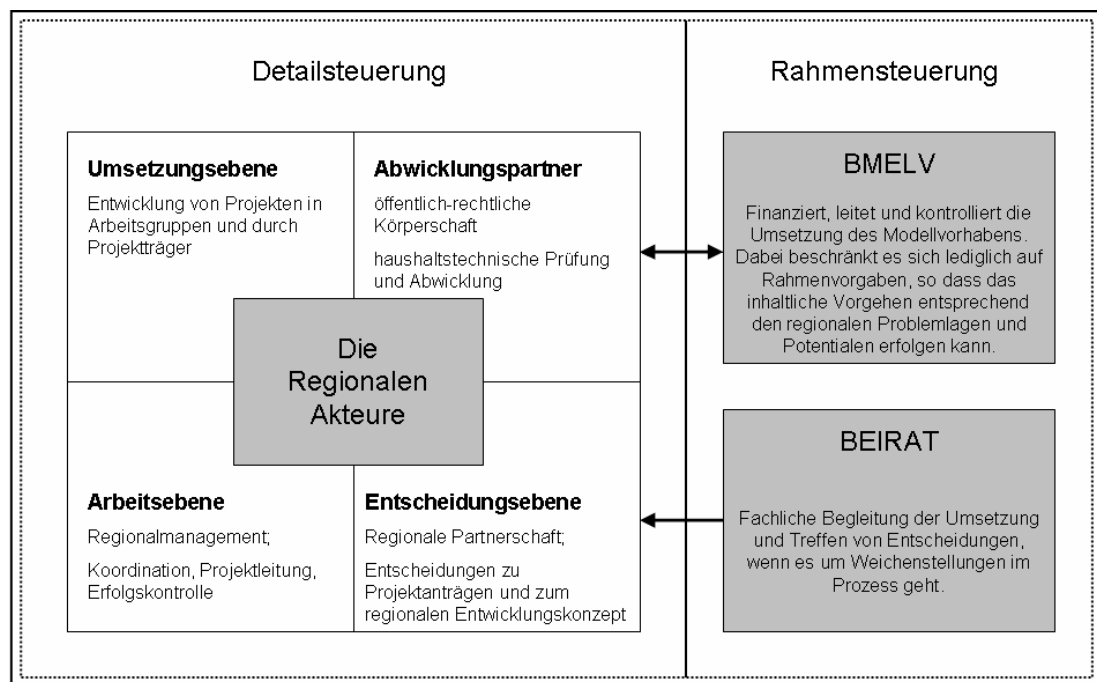 Detailsteuerung
Rahmensteuerung
Umsetzungsebene
Entwicklung von Projekten in
Arbeitsgruppen und durch
Projektträger
Abwicklungspartner
öffentlich-rechtliche
Körperschaft
haushaltstechnische Prüfung
und Abwicklung
Die
Regionalen
Akteure
Arbeitsebene
Regionalmanagement;
Koordination, Projektleitung,
Erfolgskontrolle
Entscheidungsebene
Regionale Partnerschaft;
Entscheidungen zu
Projektanträgen und zum
regionalen Entwicklungskonzept
BMELV
Finanziert, leitet und kontrolliert die
Umsetzung des Modellvorhabens.
Dabei beschränkt es sich lediglich auf
Rahmenvorgaben, so dass das
inhaltliche Vorgehen entsprechend
den regionalen Problemlagen und
Potentialen erfolgen kann.
BEIRAT
Fachliche Begleitung der Umsetzung
und Treffen von Entscheidungen,
wenn es um Weichenstellungen im
Prozess geht.